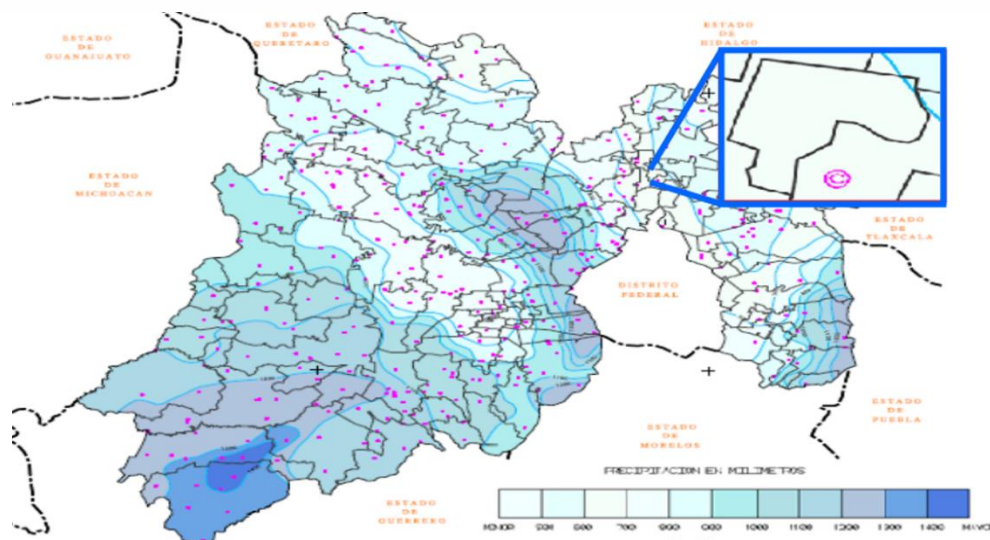 ESTADO
DE
GUANAJUATO
ESTADO
DE
QUERETARO
ESTADO
DE
HIDALGO
ESTADO
DE
MICHOACAN
ESTADO
DE
TLAXCALA
DISTRITO
FEDERAL
ESTADO
DE
PUEBLA
ESTADO
DE
MORELOS
ESTADO
DE
GUERRERO
PRECIPITACION EN MILIMETROS
MENOR 500 600 700 800 900 1000 1100 1200 1300 1400 MAYO